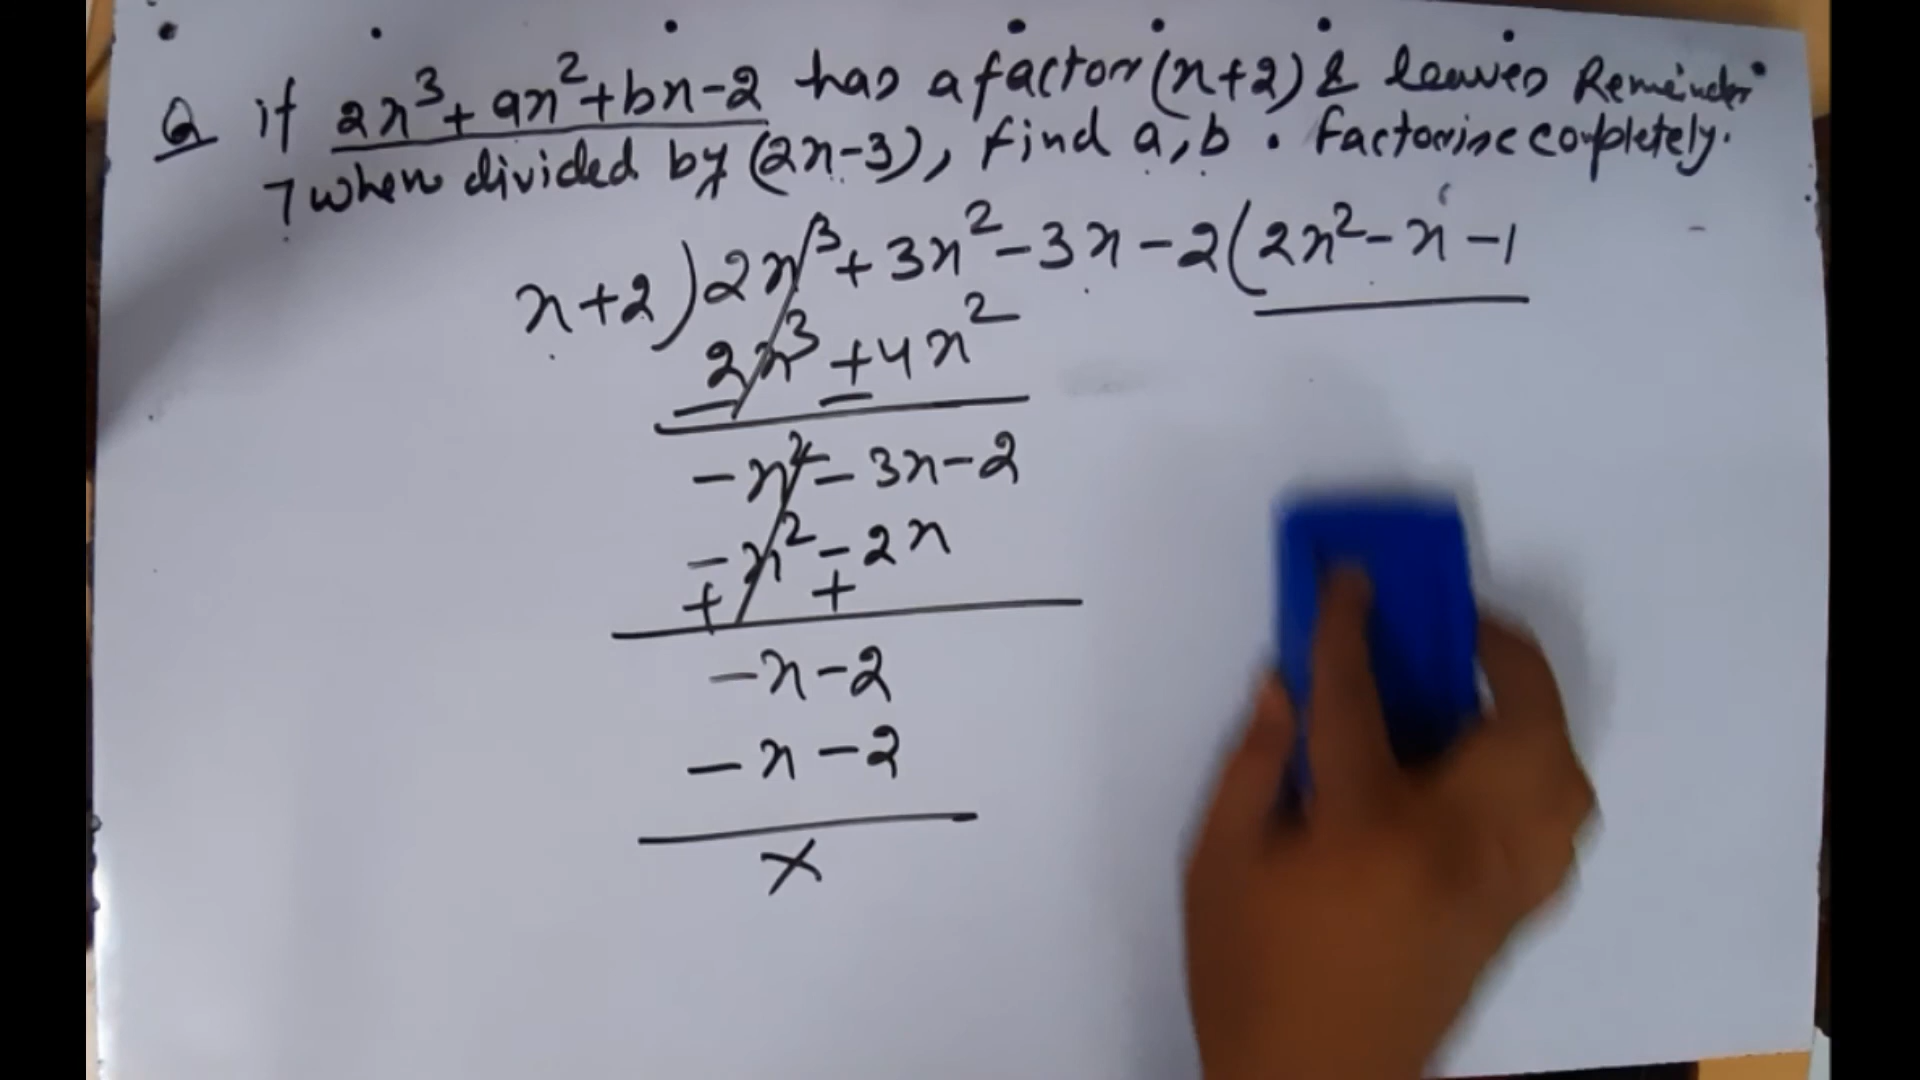 Q if 2x³ + ax² + bx - 2 has a factor (x+2) & leaves Remeinder
7 when divided by (2x-3), find a, b . Factorise completely.
x+2) 2x³ + 3x² - 3x - 2 (2x² - x - 1
2x³ + 4x²
- -
-x² - 3x - 2
-x² - 2x
+ +
-x - 2
-x - 2
x